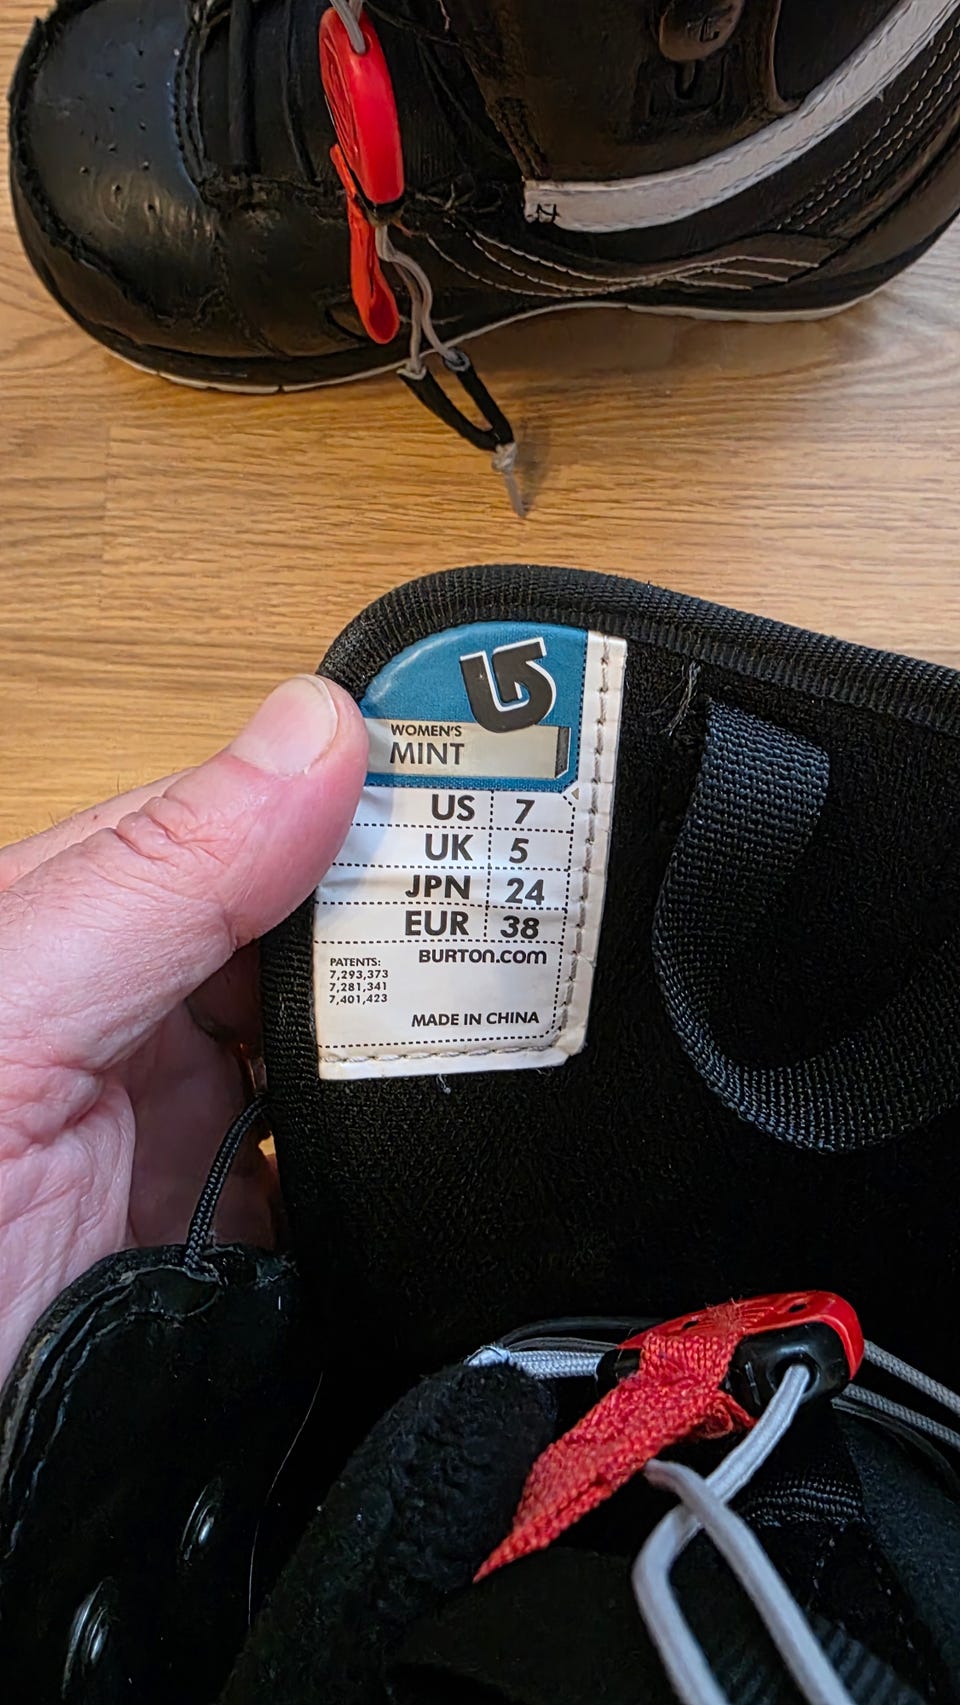 WOMEN'S
MINT
US 7
UK 5
JPN 24
EUR 38
BURTON.COM
PATENTS:
7,293,373
7,281,341
7,401,423
MADE IN CHINA